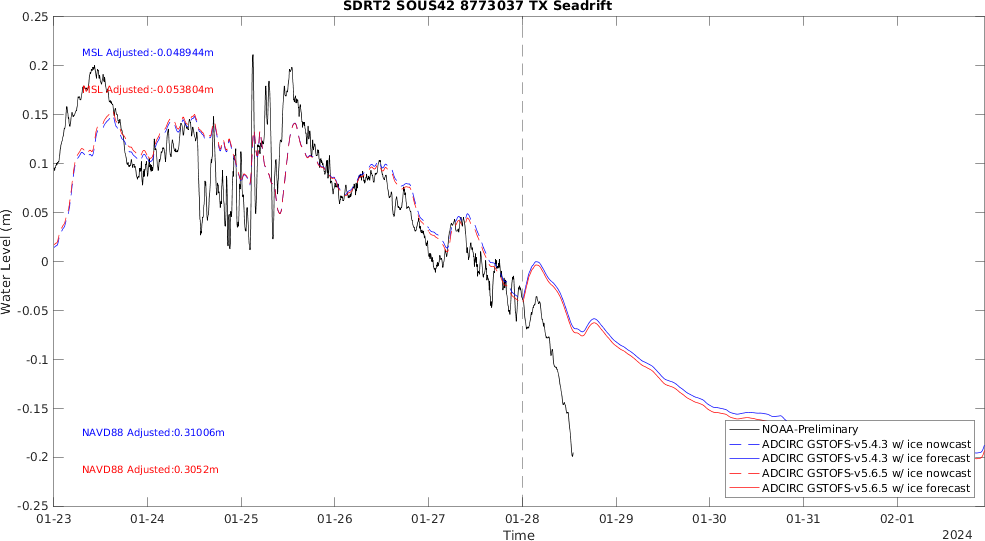 SDRT2 SOUS42 8773037 TX Seadrift
0.25
0.2
0.15
0.1
0.05
0
-0.05
-0.1
-0.15
-0.2
-0.25
Water Level (m)
MSL Adjusted:-0.048944m
MSL Adjusted:-0.053804m
NAVD88 Adjusted:0.31006m
NAVD88 Adjusted:0.3052m
NOAA-Preliminary
ADCIRC GSTOFS-v5.4.3 w/ ice nowcast
ADCIRC GSTOFS-v5.4.3 w/ ice forecast
ADCIRC GSTOFS-v5.6.5 w/ ice nowcast
ADCIRC GSTOFS-v5.6.5 w/ ice forecast
01-23 01-24 01-25 01-26 01-27 01-28 01-29 01-30 01-31 02-01
Time
2024